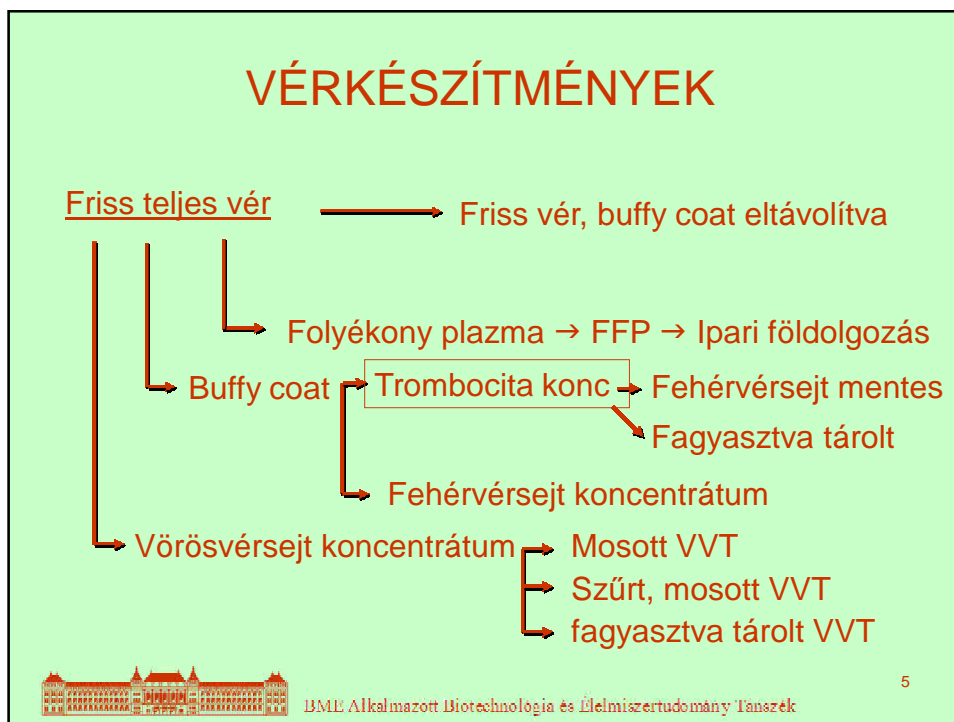 VÉRKÉSZÍTMÉNYEK
Friss teljes vér
Friss vér, buffy coat eltávolítva
Folyékony plazma → FFP → Ipari földolgozás
Buffy coat
Trombocita konc
Fehérvérsejt mentes
Fagyasztva tárolt
Fehérvérsejt koncentrátum
Vörösvérsejt koncentrátum
Mosott VVT
Szűrt, mosott VVT
fagyasztva tárolt VVT
5
BME Alkalmazott Biotechnológia és Élelmiszertudomány Tanszék